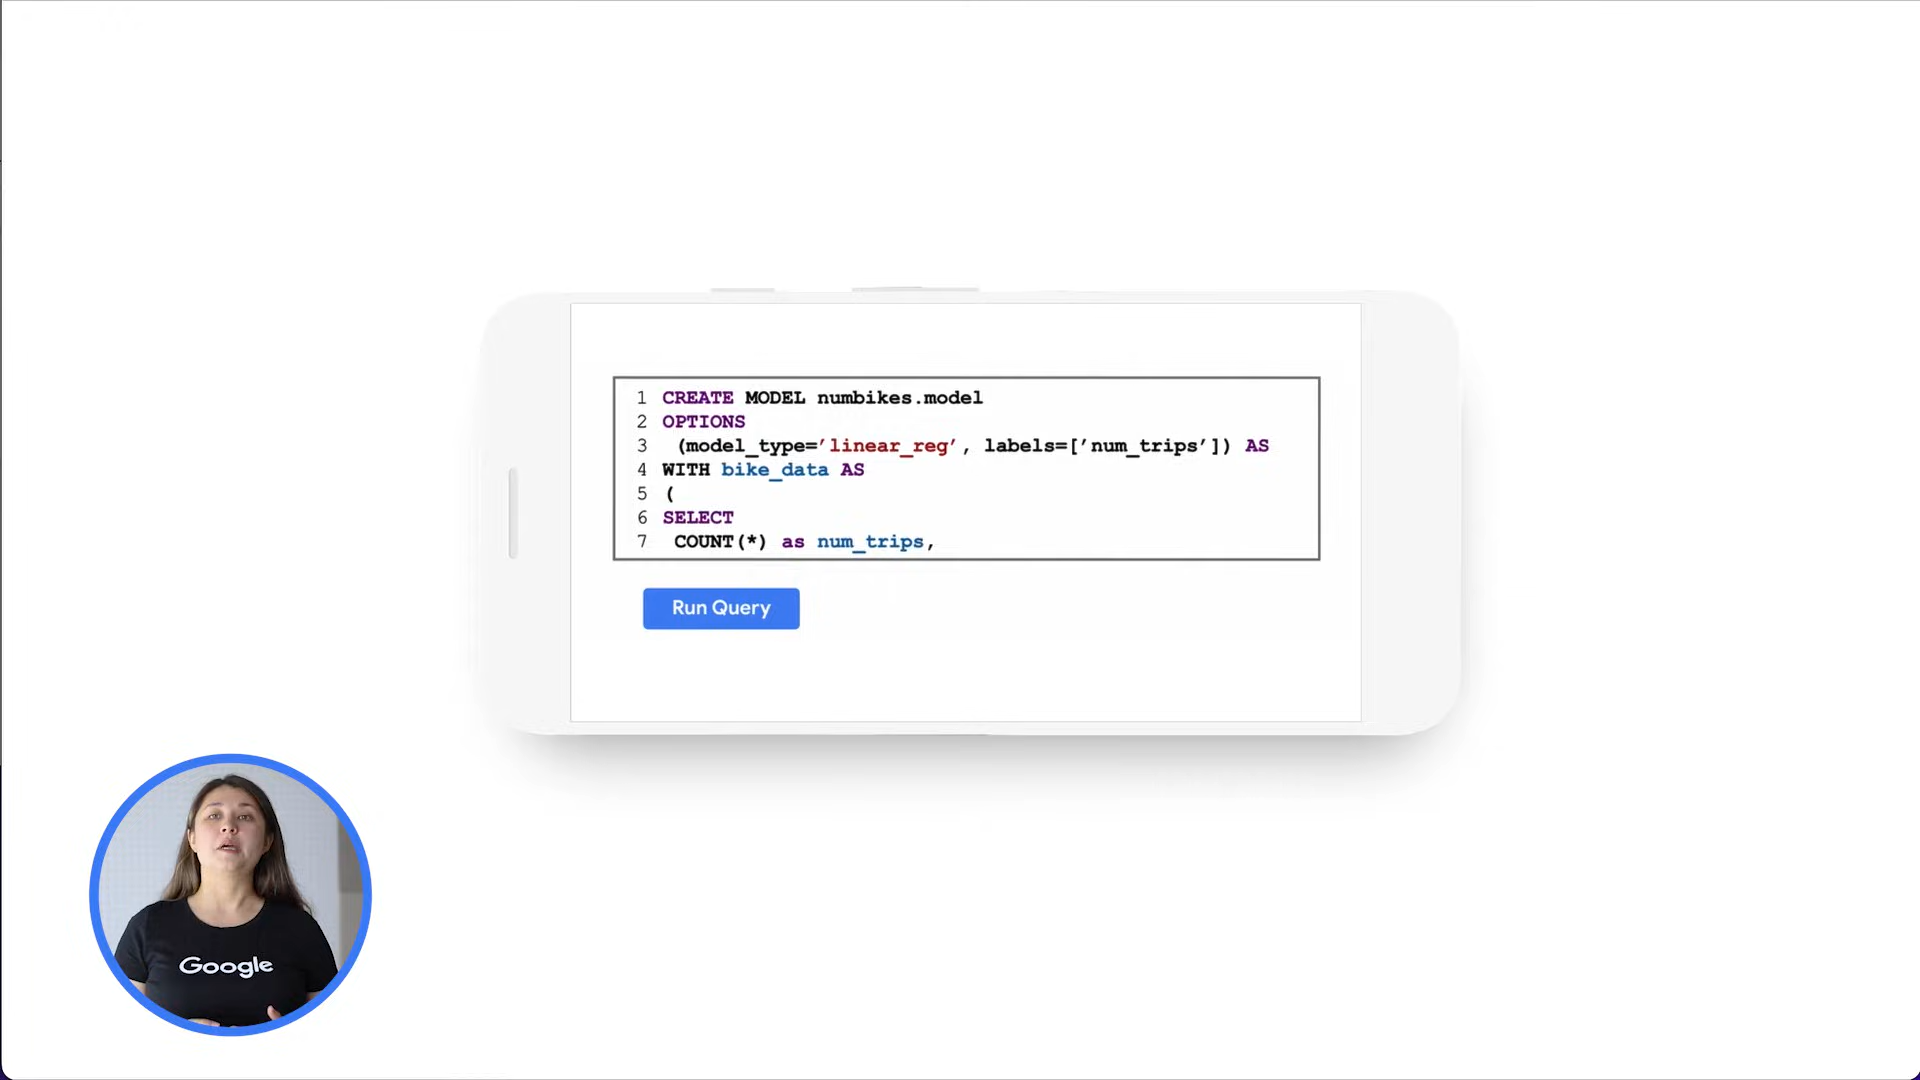 1 CREATE MODEL numbikes.model
2 OPTIONS
3 (model_type=’linear_reg’, labels=[’num_trips’]) AS
4 WITH bike_data AS
5 (
6 SELECT
7 COUNT(*) as num_trips,
Run Query
Google